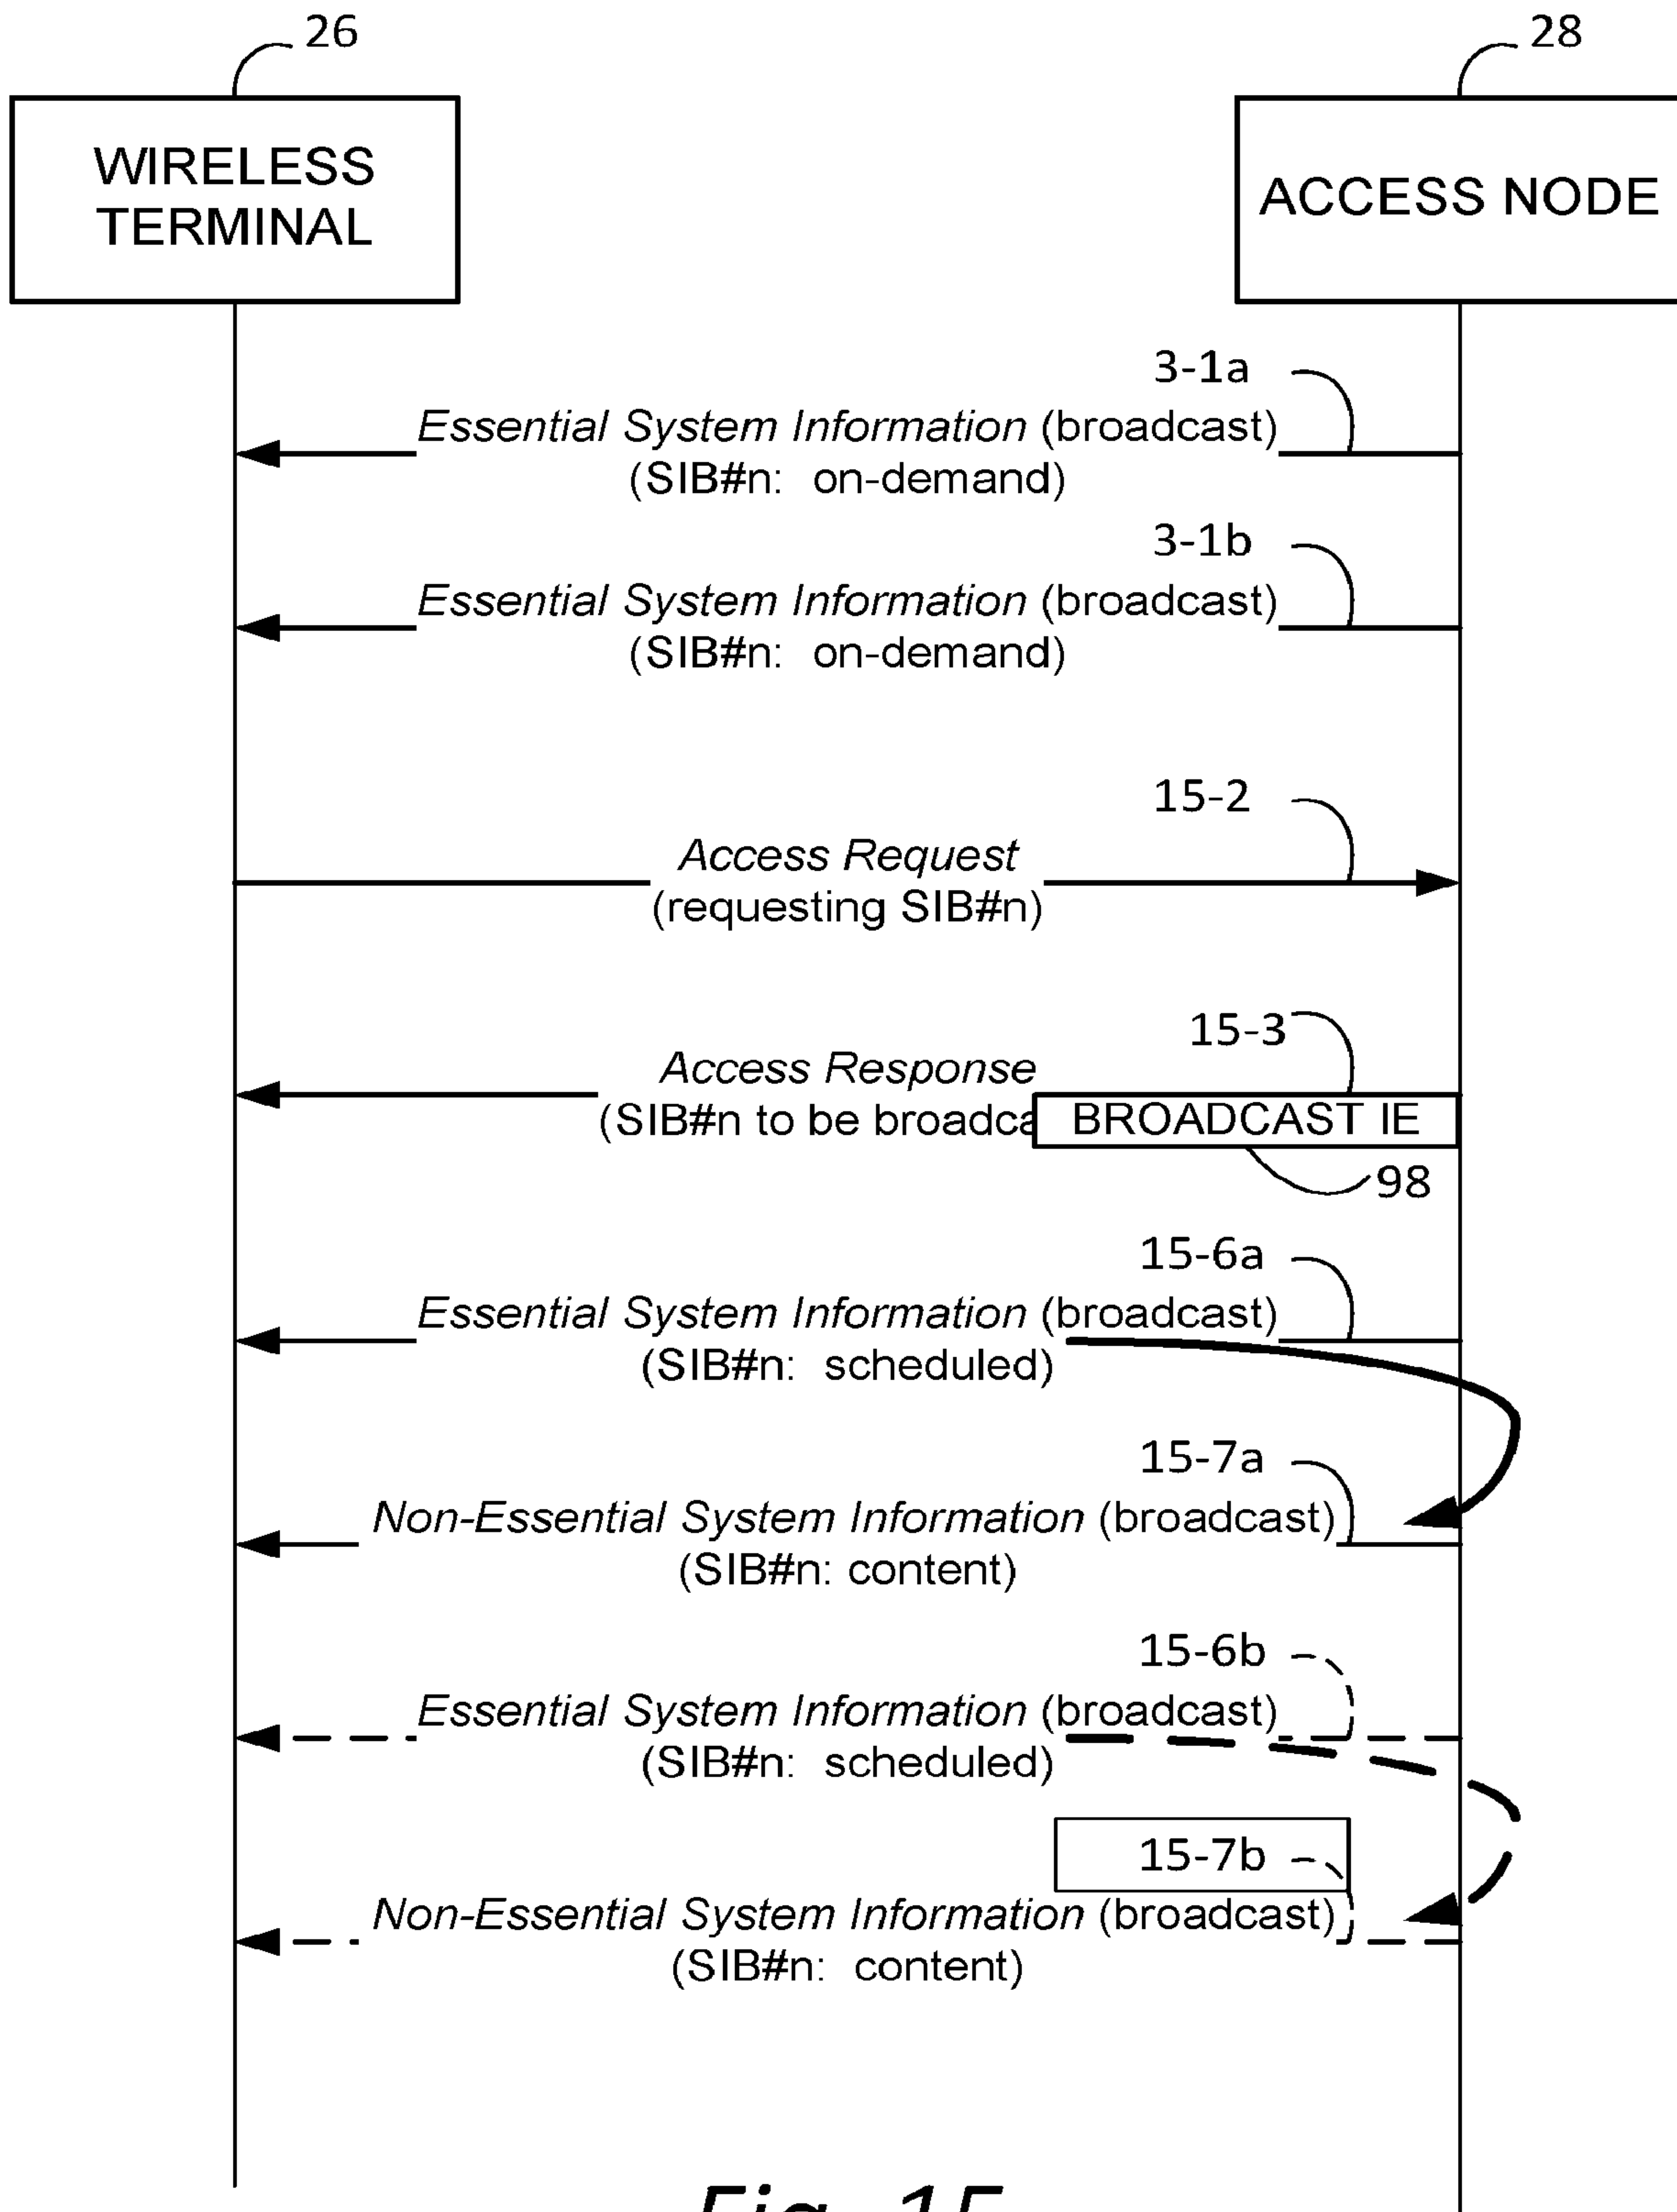 26
28
WIRELESS
TERMINAL
ACCESS NODE
3-1a
Essential System Information (broadcast)
(SIB#n: on-demand)
3-1b
Essential System Information (broadcast)
(SIB#n: on-demand)
15-2
Access Request
(requesting SIB#n)
15-3
Access Response
(SIB#n to be broadca
BROADCAST IE
98
15-6a
Essential System Information (broadcast)
(SIB#n: scheduled)
15-7a
Non-Essential System Information (broadcast)
(SIB#n: content)
15-6b
Essential System Information (broadcast)
(SIB#n: scheduled)
15-7b
Non-Essential System Information (broadcast)
(SIB#n: content)
Fig. 15